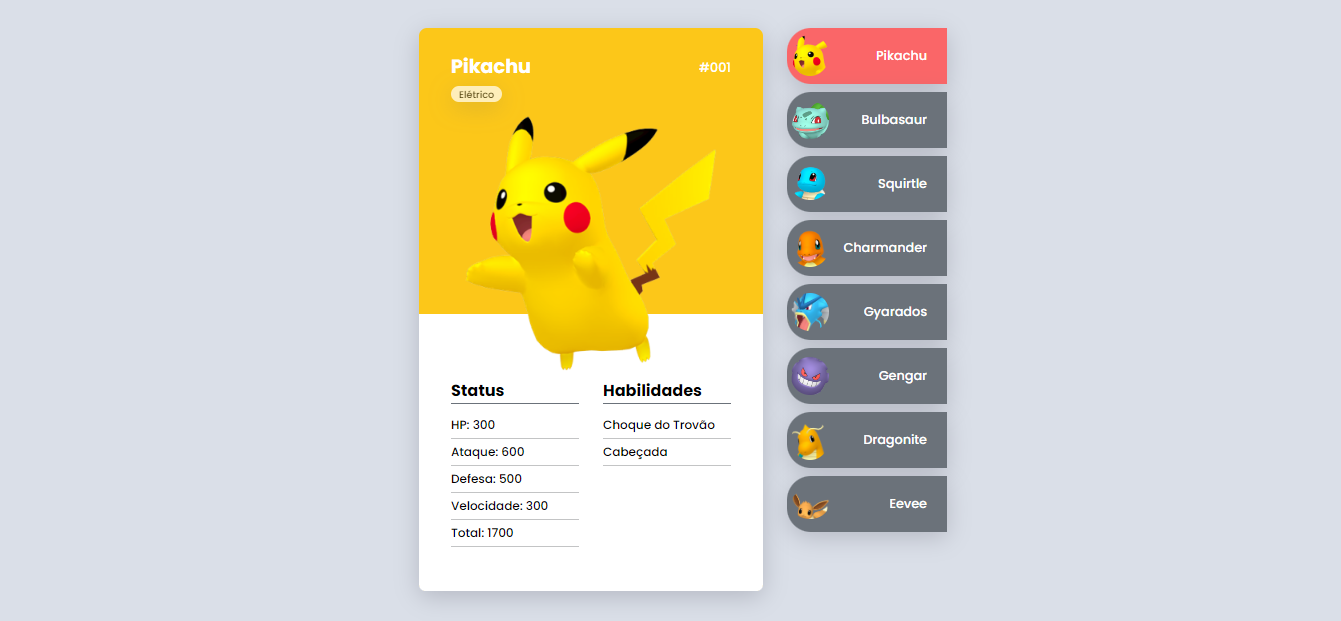 Pikachu
#001
Elétrico
Status
HP: 300
Ataque: 600
Defesa: 500
Velocidade: 300
Total: 1700
Habilidades
Choque do Trovão
Cabeçada
Pikachu
Bulbasaur
Squirtle
Charmander
Gyarados
Gengar
Dragonite
Eevee